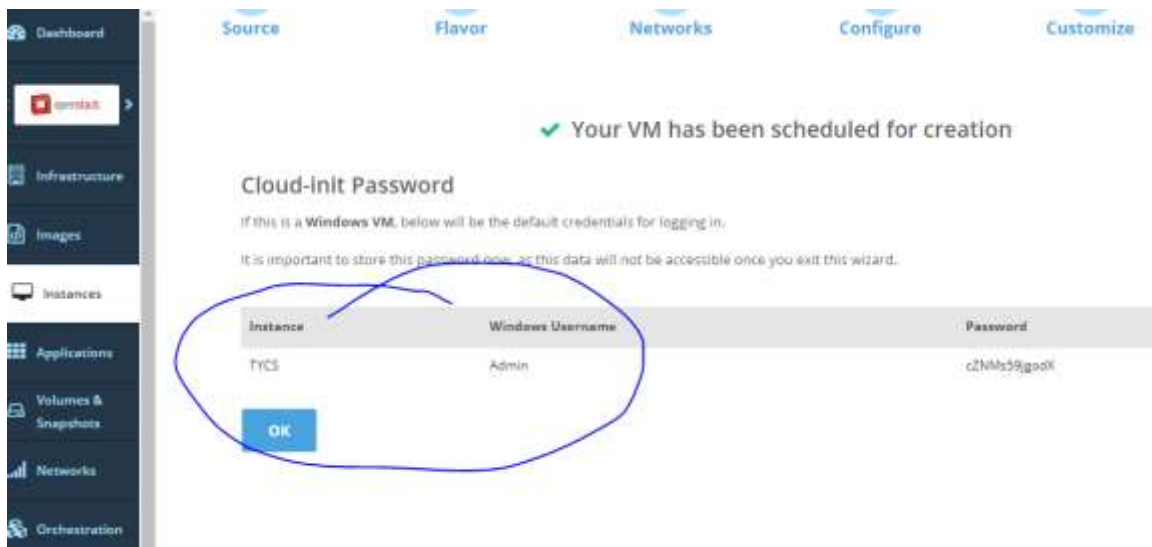 Source Flavor Networks Configure Customize
Dashboard
openstack
Your VM has been scheduled for creation
Infrastructure
Cloud-init Password
If this is a Windows VM, below will be the default credentials for logging in.
Images
It is important to store this password now, as this data will not be accessible once you exit this wizard.
Instances
Instance Windows Username Password
Applications
TYCS Admin
Volumes &
Snapshots
OK
Networks
Orchestration